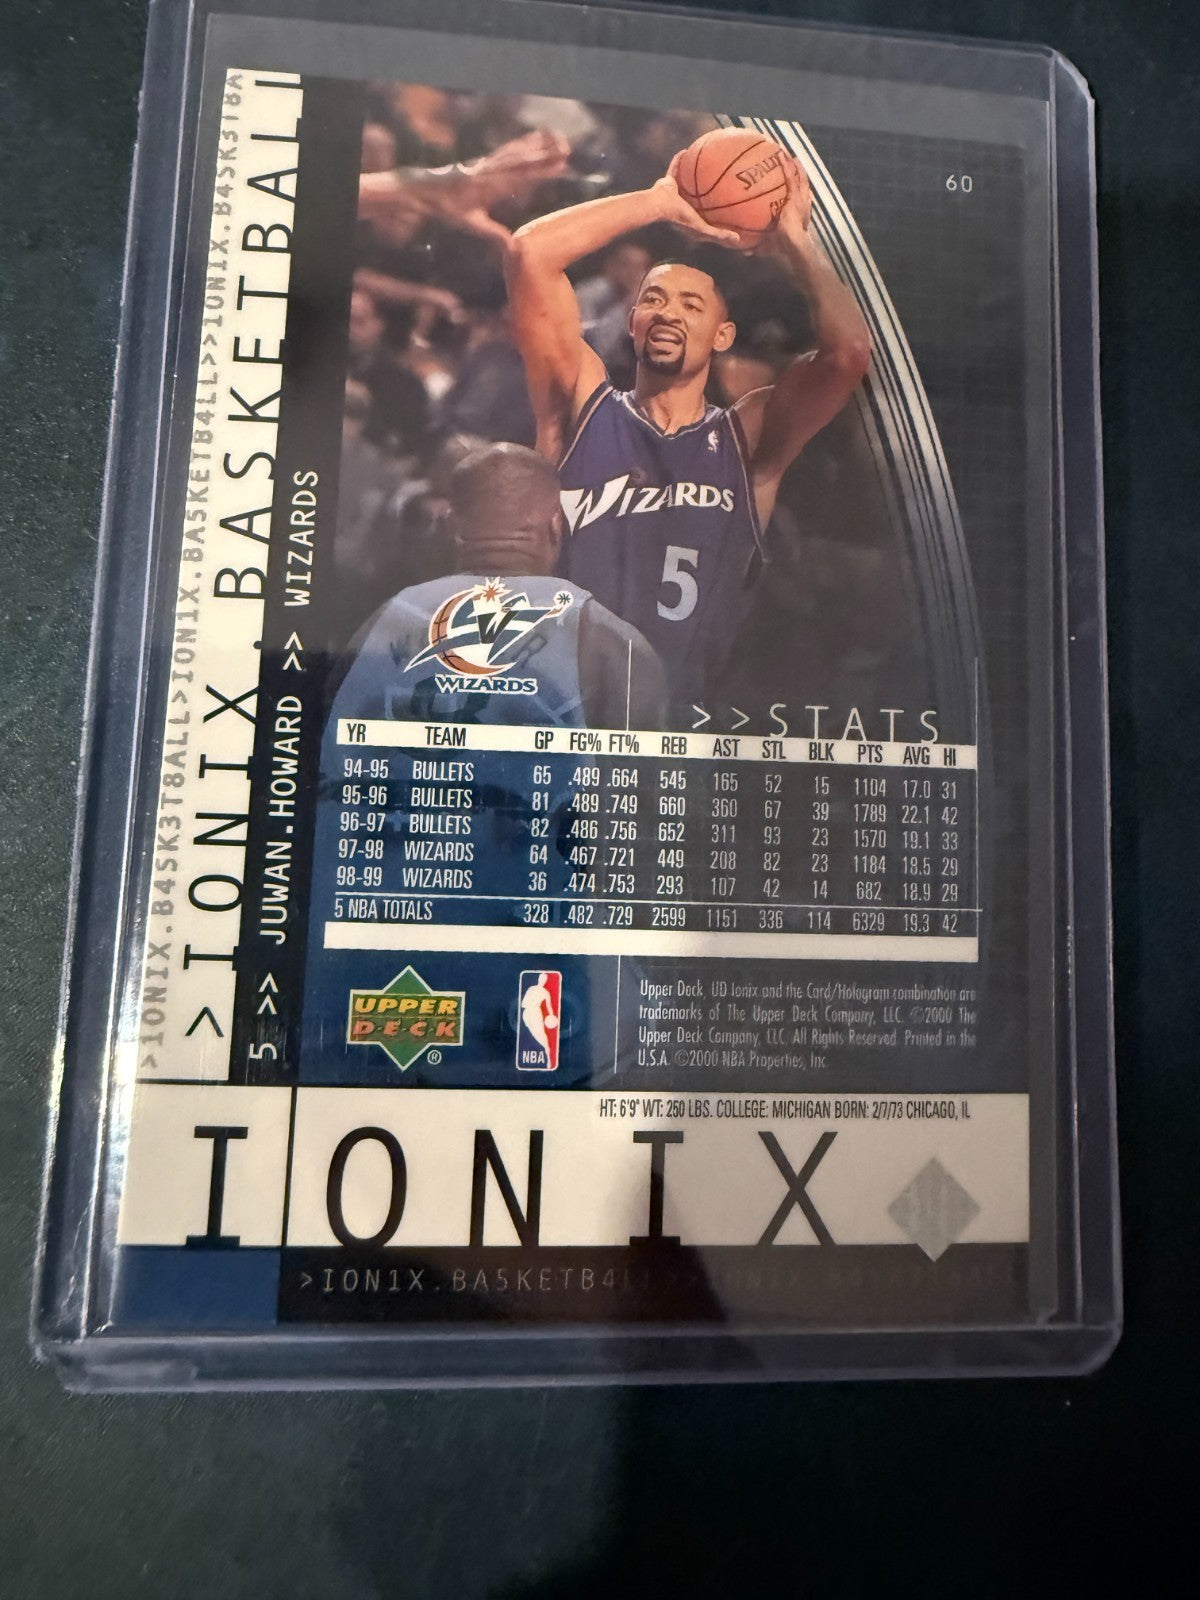 60
SPALDING
WIZARDS
5
WIZARDS
>IONIX.BASKETBALL
5 >> JUWAN.HOWARD >> WIZARDS
>>STATS
YR TEAM GP FG% FT% REB AST STL BLK PTS AVG HI
94-95 BULLETS 65 .489 .664 545 165 52 15 1104 17.0 31
95-96 BULLETS 81 .489 .749 660 360 67 39 1789 22.1 42
96-97 BULLETS 82 .486 .756 652 311 93 23 1570 19.1 33
97-98 WIZARDS 64 .467 .721 449 208 82 23 1184 18.5 29
98-99 WIZARDS 36 .474 .753 293 107 42 14 682 18.9 29
5 NBA TOTALS 328 .482 .729 2599 1151 336 114 6329 19.3 42
UPPER
DECK
®
NBA
Upper Deck, UD Ionix and the Card/Hologram combination are
trademarks of The Upper Deck Company, LLC. ©2000 The
Upper Deck Company, LLC. All Rights Reserved. Printed in the
U.S.A. ©2000 NBA Properties, Inc.
HT: 6'9" WT: 250 LBS. COLLEGE: MICHIGAN BORN: 2/7/73 CHICAGO, IL
IONIX
>ION1X.BA5KETB4LL